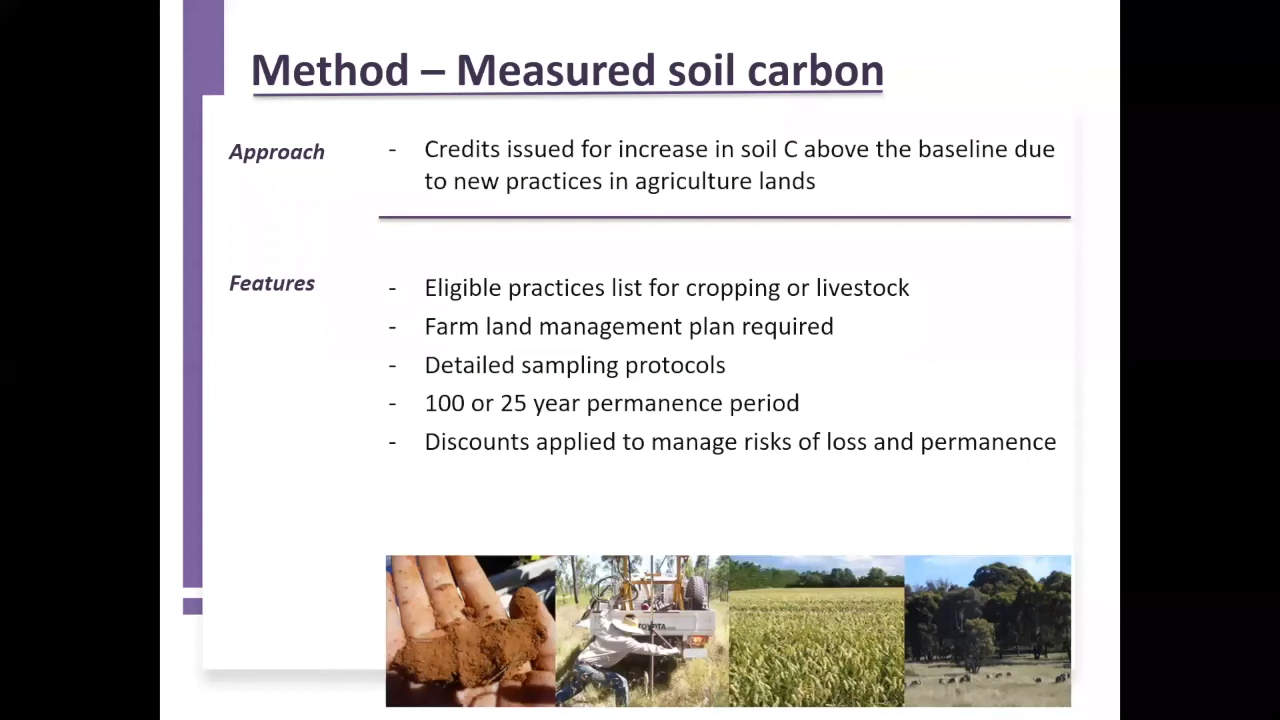 Method – Measured soil carbon
Approach
- Credits issued for increase in soil C above the baseline due
to new practices in agriculture lands
Features
- Eligible practices list for cropping or livestock
- Farm land management plan required
- Detailed sampling protocols
- 100 or 25 year permanence period
- Discounts applied to manage risks of loss and permanence
TOYOTA